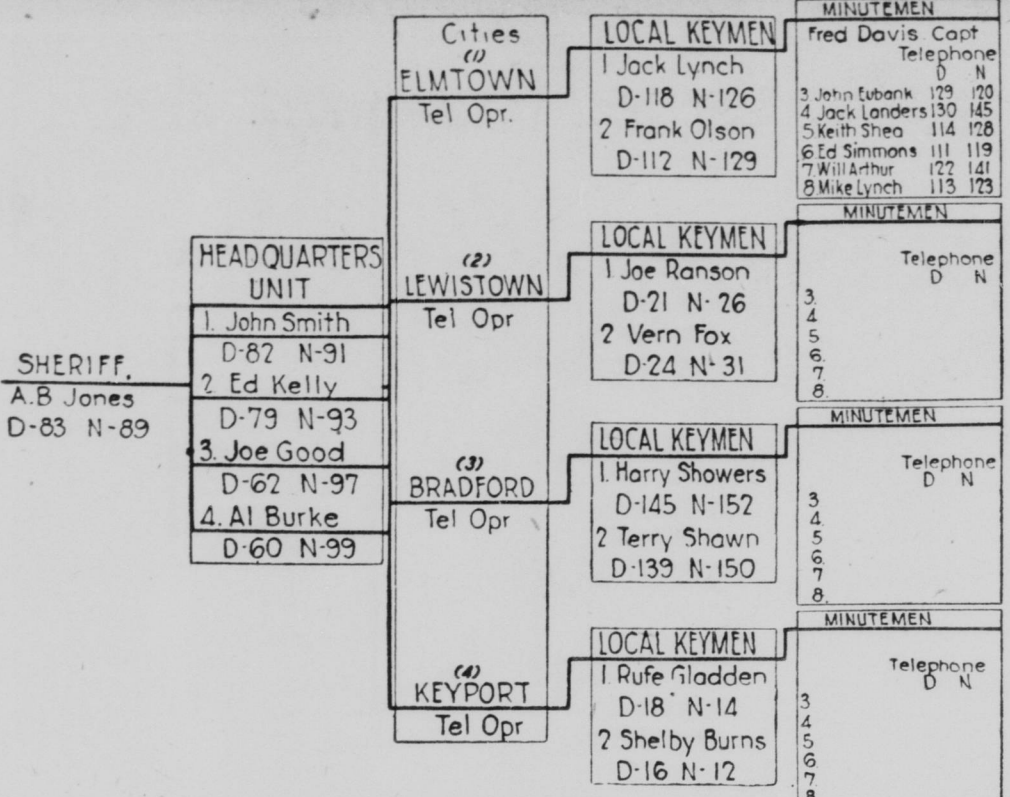 SHERIFF.
A.B Jones
D-83 N-89
HEADQUARTERS
UNIT
1. John Smith
D-82 N-91
2 Ed Kelly
D-79 N-93
3. Joe Good
D-62 N-97
4. Al Burke
D-60 N-99
Cities
(1)
ELMTOWN
Tel Opr.
(2)
LEWISTOWN
Tel Opr
(3)
BRADFORD
Tel Opr
(4)
KEYPORT
Tel Opr
LOCAL KEYMEN
1 Jack Lynch
D-118 N-126
2 Frank Olson
D-112 N-129
LOCAL KEYMEN
1 Joe Ranson
D-21 N-26
2 Vern Fox
D-24 N-31
LOCAL KEYMEN
1. Harry Showers
D-145 N-152
2 Terry Shawn
D-139 N-150
LOCAL KEYMEN
1 Rufe Gladden
D-18 N-14
2 Shelby Burns
D-16 N-12
MINUTEMEN
Fred Davis Capt
Telephone
D N
3 John Eubank 129 120
4 Jack Landers 130 145
5 Keith Shea 114 128
6 Ed Simmons 111 119
7 Will Arthur 122 141
8 Mike Lynch 113 123
MINUTEMEN
Telephone
D N
3.
4
5
6.
7.
8.
MINUTEMEN
Telephone
D N
3
4.
5
6.
7
8.
MINUTEMEN
Telephone
D N
3
4
5
6
7.
8